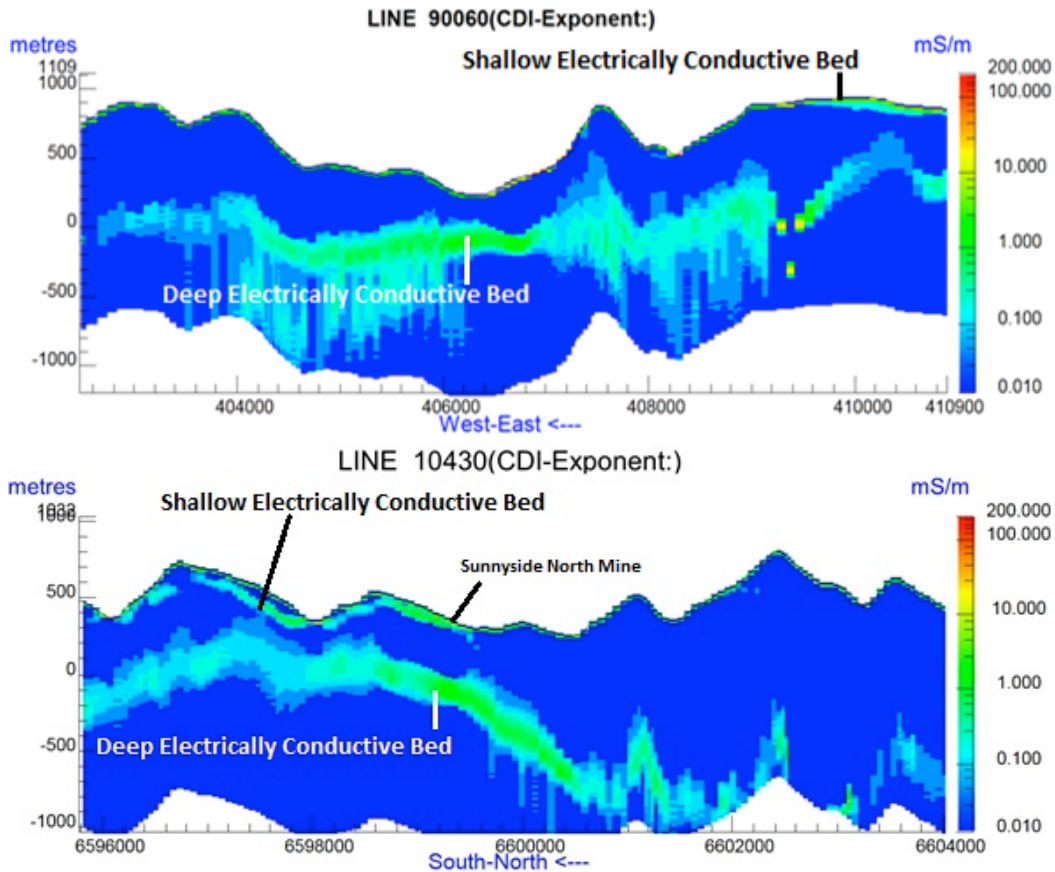 LINE 90060(CDI-Exponent:)
metres
mS/m
Shallow Electrically Conductive Bed
1109
1000
500
0
-500
-1000
200.000
100.000
10.000
1.000
0.100
0.010
Deep Electrically Conductive Bed
404000 406000 408000 410000 410900
West-East <---
LINE 10430(CDI-Exponent:)
metres
mS/m
Shallow Electrically Conductive Bed
Sunnyside North Mine
500
0
-500
-1000
200.000
100.000
10.000
1.000
0.100
0.010
Deep Electrically Conductive Bed
6596000 6598000 6600000 6602000 6604000
South-North <---